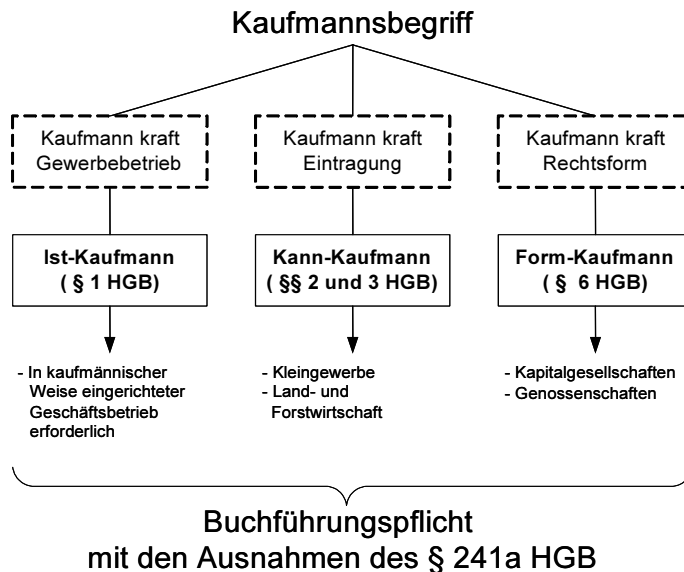 Kaufmannsbegriff
Kaufmann kraft
Gewerbebetrieb
Kaufmann kraft
Eintragung
Kaufmann kraft
Rechtsform
Ist-Kaufmann
( § 1 HGB)
Kann-Kaufmann
( §§ 2 und 3 HGB)
Form-Kaufmann
( § 6 HGB)
- In kaufmännischer
Weise eingerichteter
Geschäftsbetrieb
erforderlich
- Kleingewerbe
- Land- und
Forstwirtschaft
- Kapitalgesellschaften
- Genossenschaften
Buchführungspflicht
mit den Ausnahmen des § 241a HGB